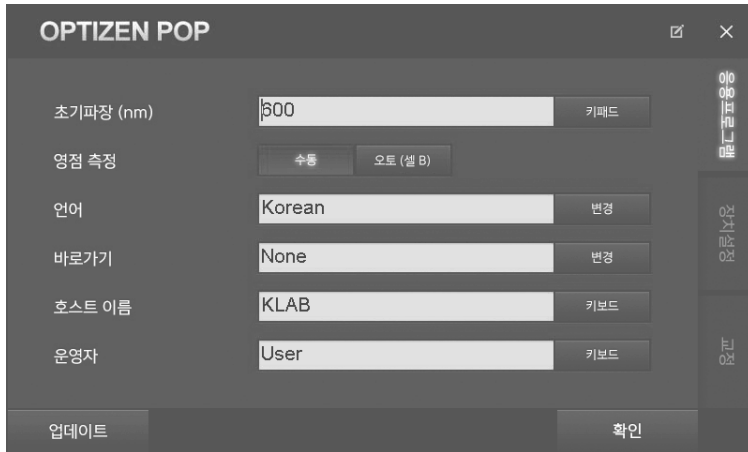 OPTIZEN POP
초기파장 (nm) 600 키패드
영점 측정 수동 오토 (셀 B)
언어 Korean 변경
바로가기 None 변경
호스트 이름 KLAB 키보드
운영자 User 키보드
응용프로그램
장치설정
교정
업데이트 확인